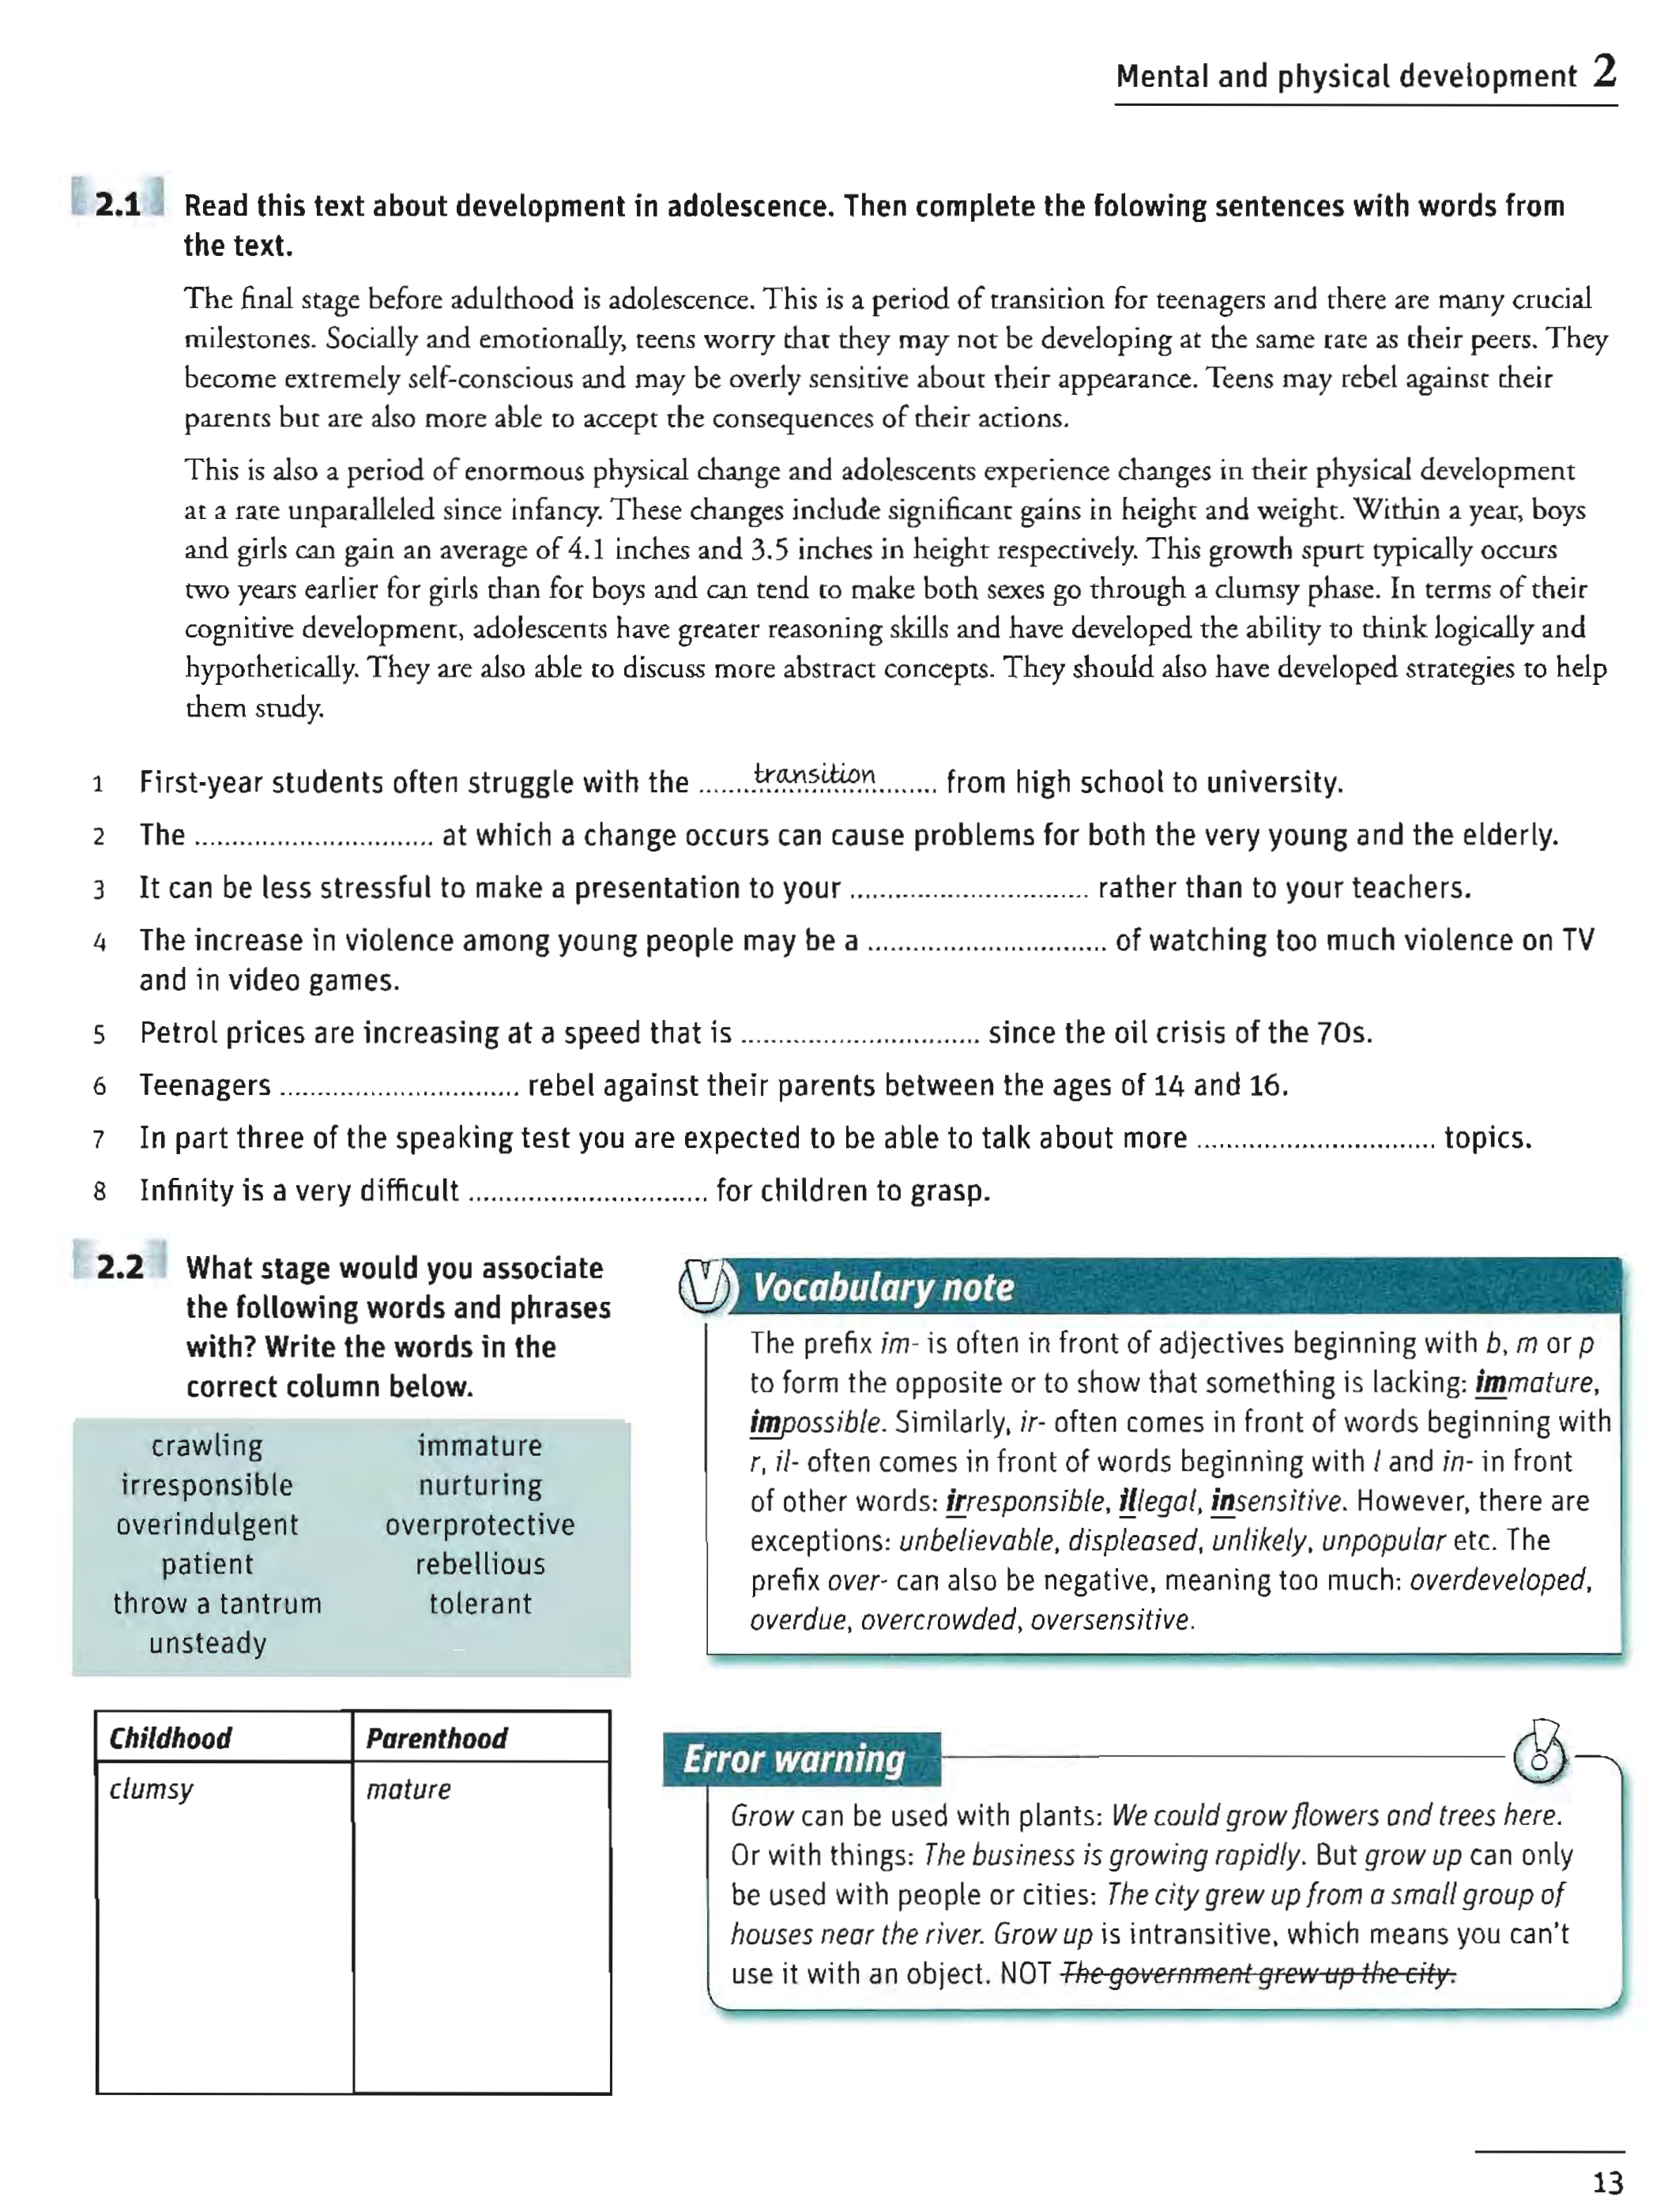 Mental and physical development 2
2.1 Read this text about development in adolescence. Then complete the folowing sentences with words from
the text.
The final stage before adulthood is adolescence. This is a period of transition for teenagers and there are many crucial
milestones. Socially and emotionally, teens worry that they may not be developing at the same rate as their peers. They
become extremely self-conscious and may be overly sensitive about their appearance. Teens may rebel against their
parents but are also more able to accept the consequences of their actions.
This is also a period of enormous physical change and adolescents experience changes in their physical development
at a rate unparalleled since infancy. These changes include significant gains in height and weight. Within a year, boys
and girls can gain an average of 4.1 inches and 3.5 inches in height respectively. This growth spurt typically occurs
two years earlier for girls than for boys and can tend to make both sexes go through a clumsy phase. In terms of their
cognitive development, adolescents have greater reasoning skills and have developed the ability to think logically and
hypothetically. They are also able to discuss more abstract concepts. They should also have developed strategies to help
them study.
1 First-year students often struggle with the ......transition...... from high school to university.
2 The .............................. at which a change occurs can cause problems for both the very young and the elderly.
3 It can be less stressful to make a presentation to your .............................. rather than to your teachers.
4 The increase in violence among young people may be a .............................. of watching too much violence on TV
and in video games.
5 Petrol prices are increasing at a speed that is .............................. since the oil crisis of the 70s.
6 Teenagers .............................. rebel against their parents between the ages of 14 and 16.
7 In part three of the speaking test you are expected to be able to talk about more .............................. topics.
8 Infinity is a very difficult .............................. for children to grasp.
2.2 What stage would you associate
the following words and phrases
with? Write the words in the
correct column below.
crawling immature
irresponsible nurturing
overindulgent overprotective
patient rebellious
throw a tantrum tolerant
unsteady
Childhood Parenthood
clumsy mature
V Vocabulary note
The prefix im- is often in front of adjectives beginning with b, m or p
to form the opposite or to show that something is lacking: immature,
impossible. Similarly, ir- often comes in front of words beginning with
r, il- often comes in front of words beginning with l and in- in front
of other words: irresponsible, illegal, insensitive. However, there are
exceptions: unbelievable, displeased, unlikely, unpopular etc. The
prefix over- can also be negative, meaning too much: overdeveloped,
overdue, overcrowded, oversensitive.
Error warning !
Grow can be used with plants: We could grow flowers and trees here.
Or with things: The business is growing rapidly. But grow up can only
be used with people or cities: The city grew up from a small group of
houses near the river. Grow up is intransitive, which means you can't
use it with an object. NOT The government grew up the city.
13